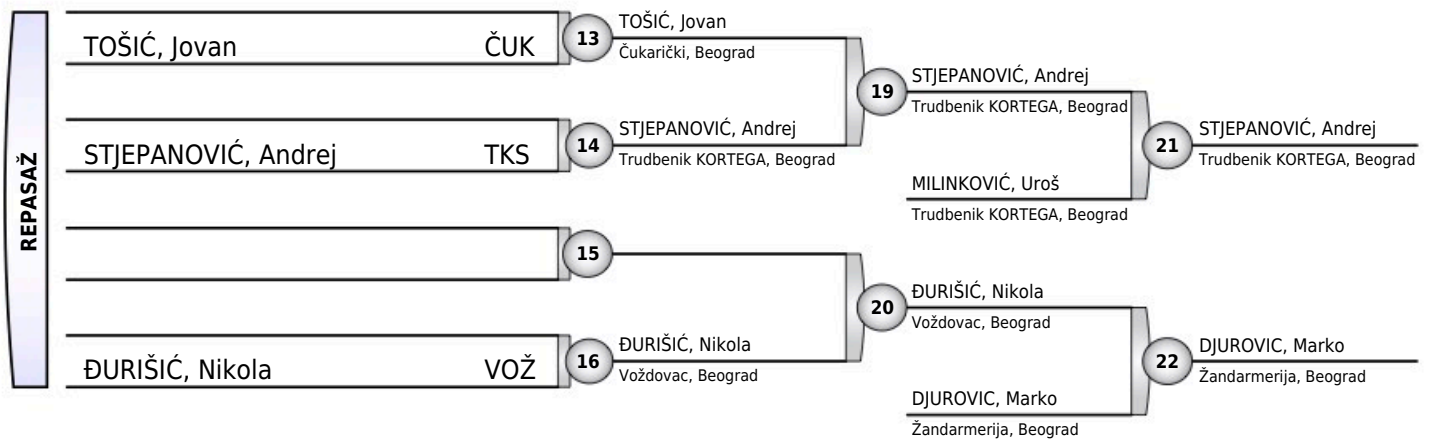 REPASAŽ
TOŠIĆ, Jovan ČUK
STJEPANOVIĆ, Andrej TKS
ĐURIŠIĆ, Nikola VOŽ
13
14
15
16
TOŠIĆ, Jovan
Čukarički, Beograd
STJEPANOVIĆ, Andrej
Trudbenik KORTEGA, Beograd
ĐURIŠIĆ, Nikola
Voždovac, Beograd
19
20
STJEPANOVIĆ, Andrej
Trudbenik KORTEGA, Beograd
MILINKOVIĆ, Uroš
Trudbenik KORTEGA, Beograd
ĐURIŠIĆ, Nikola
Voždovac, Beograd
DJUROVIC, Marko
Žandarmerija, Beograd
21
22
STJEPANOVIĆ, Andrej
Trudbenik KORTEGA, Beograd
DJUROVIC, Marko
Žandarmerija, Beograd